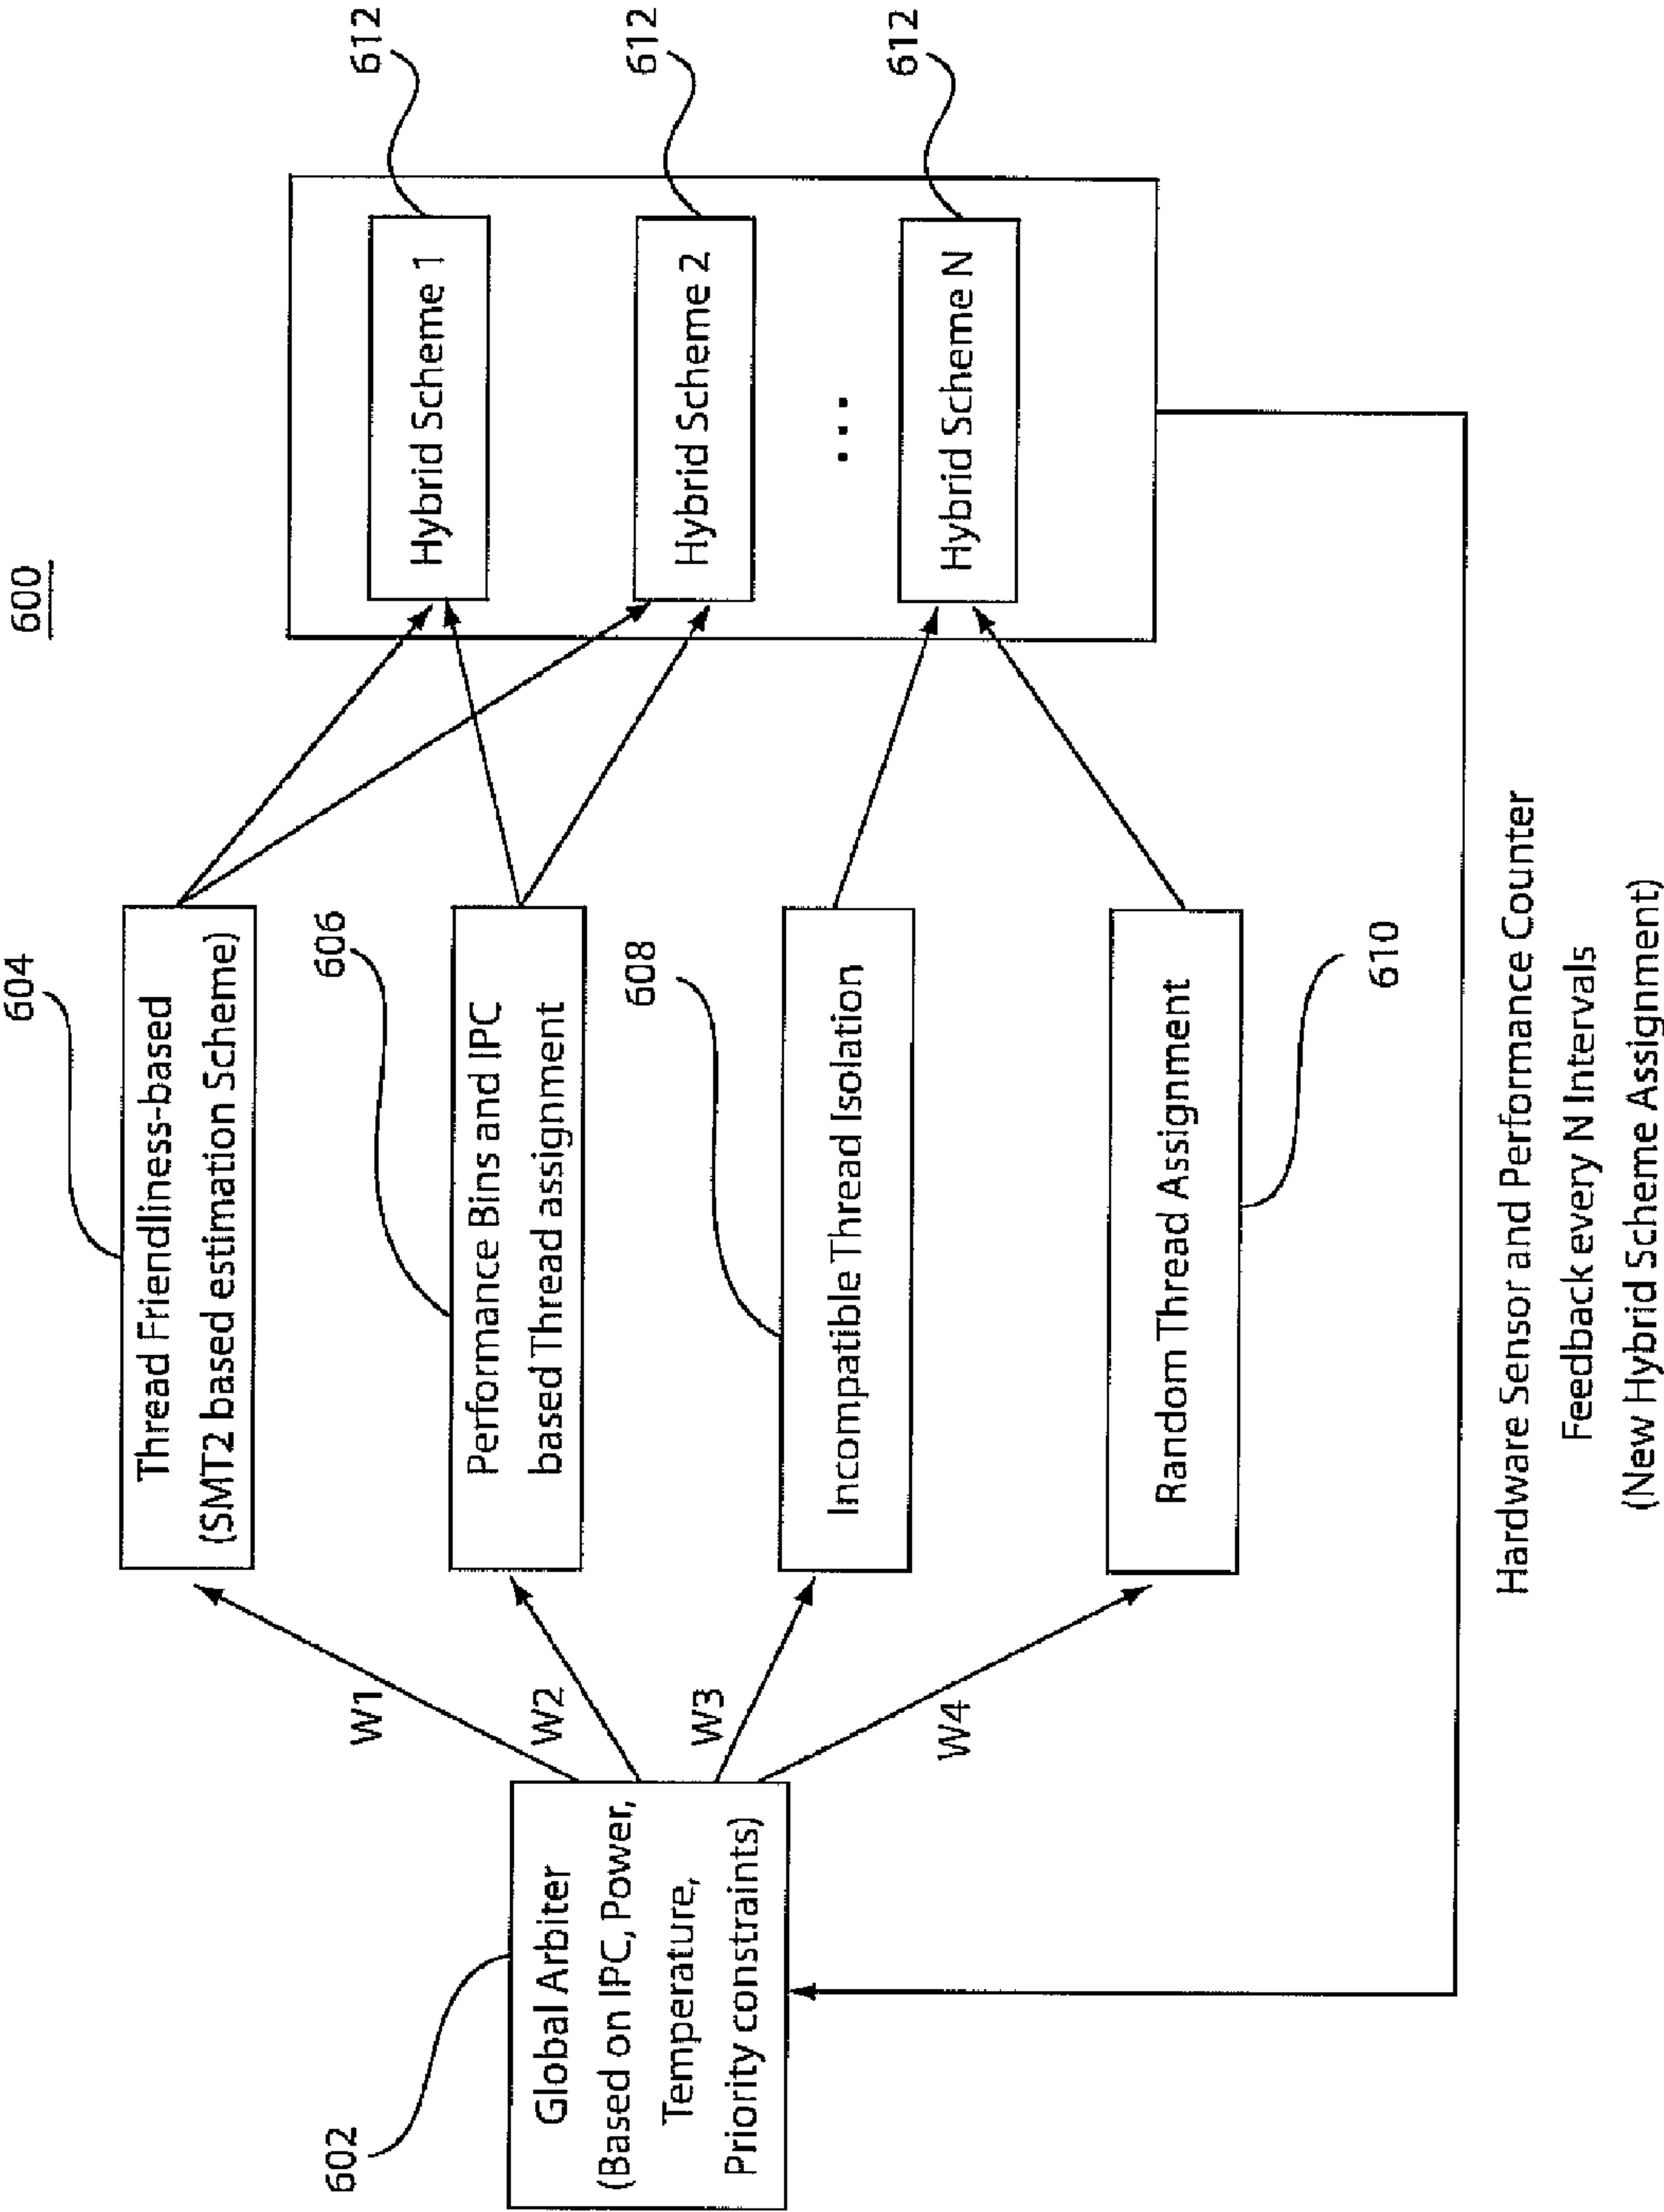 600
602
Global Arbiter
(Based on IPC, Power,
Temperature,
Priority constraints)
W1
W2
W3
W4
604
Thread Friendliness-based
(SMT2 based estimation Scheme)
606
Performance Bins and IPC
based Thread assignment
608
Incompatible Thread Isolation
610
Random Thread Assignment
612
Hybrid Scheme 1
612
Hybrid Scheme 2
...
612
Hybrid Scheme N
Hardware Sensor and Performance Counter
Feedback every N Intervals
(New Hybrid Scheme Assignment)